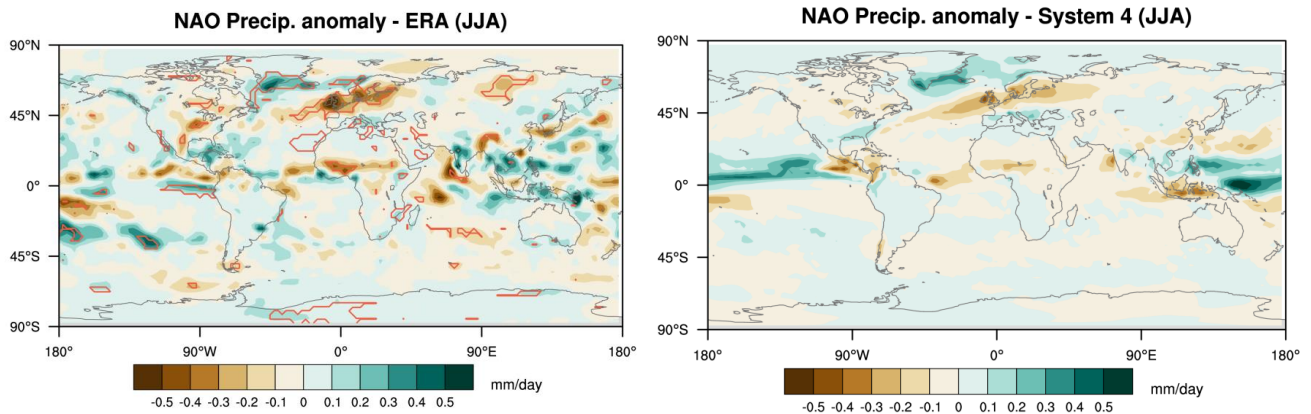 NAO Precip. anomaly - ERA (JJA)
90°N
45°N
0°
45°S
90°S
180° 90°W 0° 90°E 180°
-0.5 -0.4 -0.3 -0.2 -0.1 0 0.1 0.2 0.3 0.4 0.5 mm/day
NAO Precip. anomaly - System 4 (JJA)
90°N
45°N
0°
45°S
90°S
180° 90°W 0° 90°E 180°
-0.5 -0.4 -0.3 -0.2 -0.1 0 0.1 0.2 0.3 0.4 0.5 mm/day